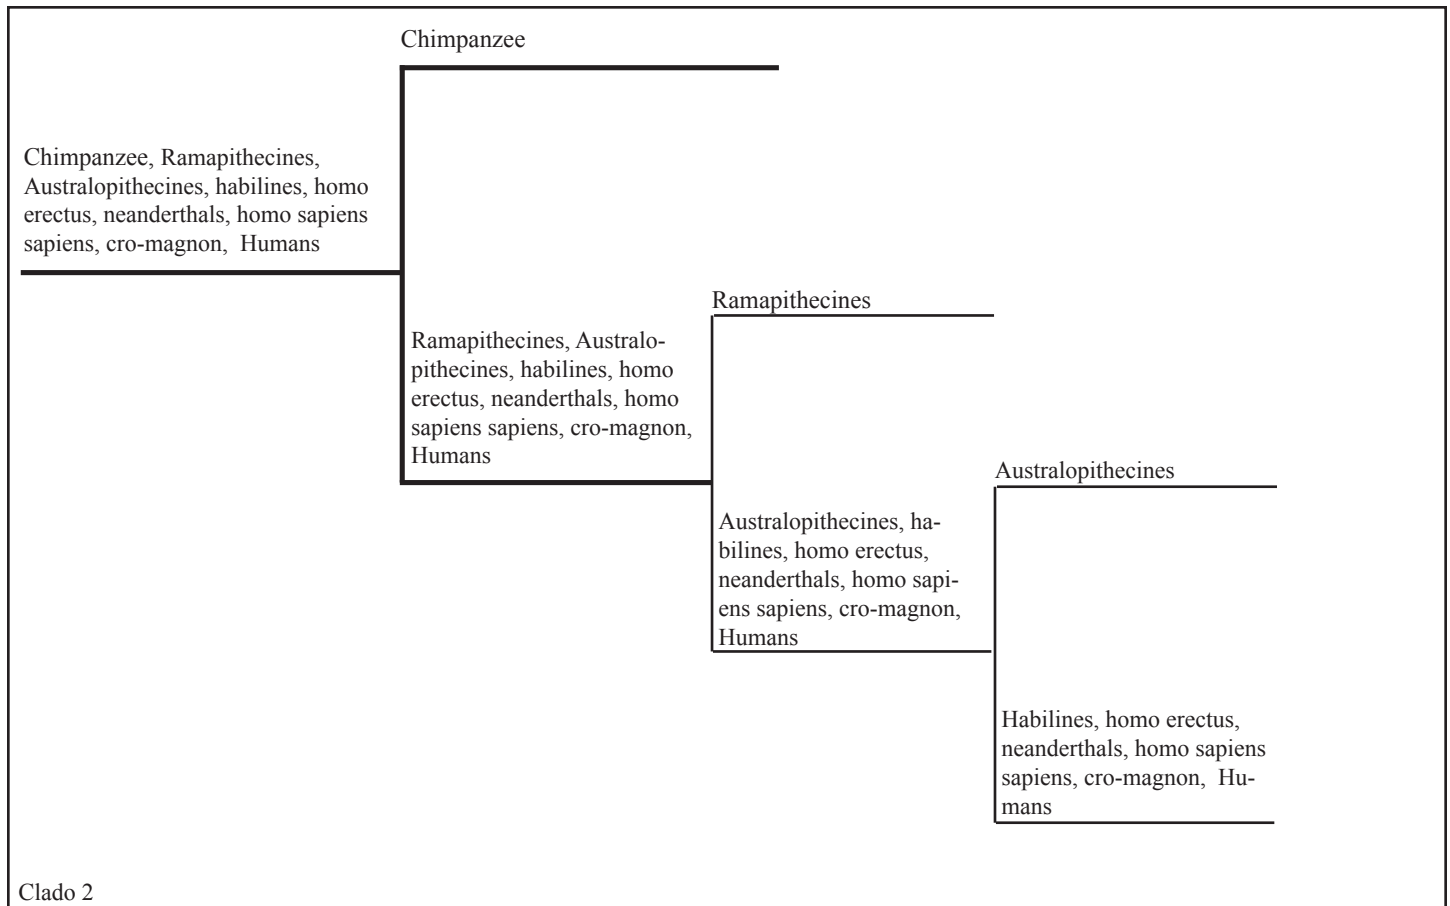 Chimpanzee
Chimpanzee, Ramapithecines,
Australopithecines, habilines, homo
erectus, neanderthals, homo sapiens
sapiens, cro-magnon,  Humans
Ramapithecines
Ramapithecines, Australo-
pithecines, habilines, homo
erectus, neanderthals, homo
sapiens sapiens, cro-magnon,
Humans
Australopithecines
Australopithecines, ha-
bilines, homo erectus,
neanderthals, homo sapi-
ens sapiens, cro-magnon,
Humans
Habilines, homo erectus,
neanderthals, homo sapiens
sapiens, cro-magnon,  Hu-
mans
Clado 2